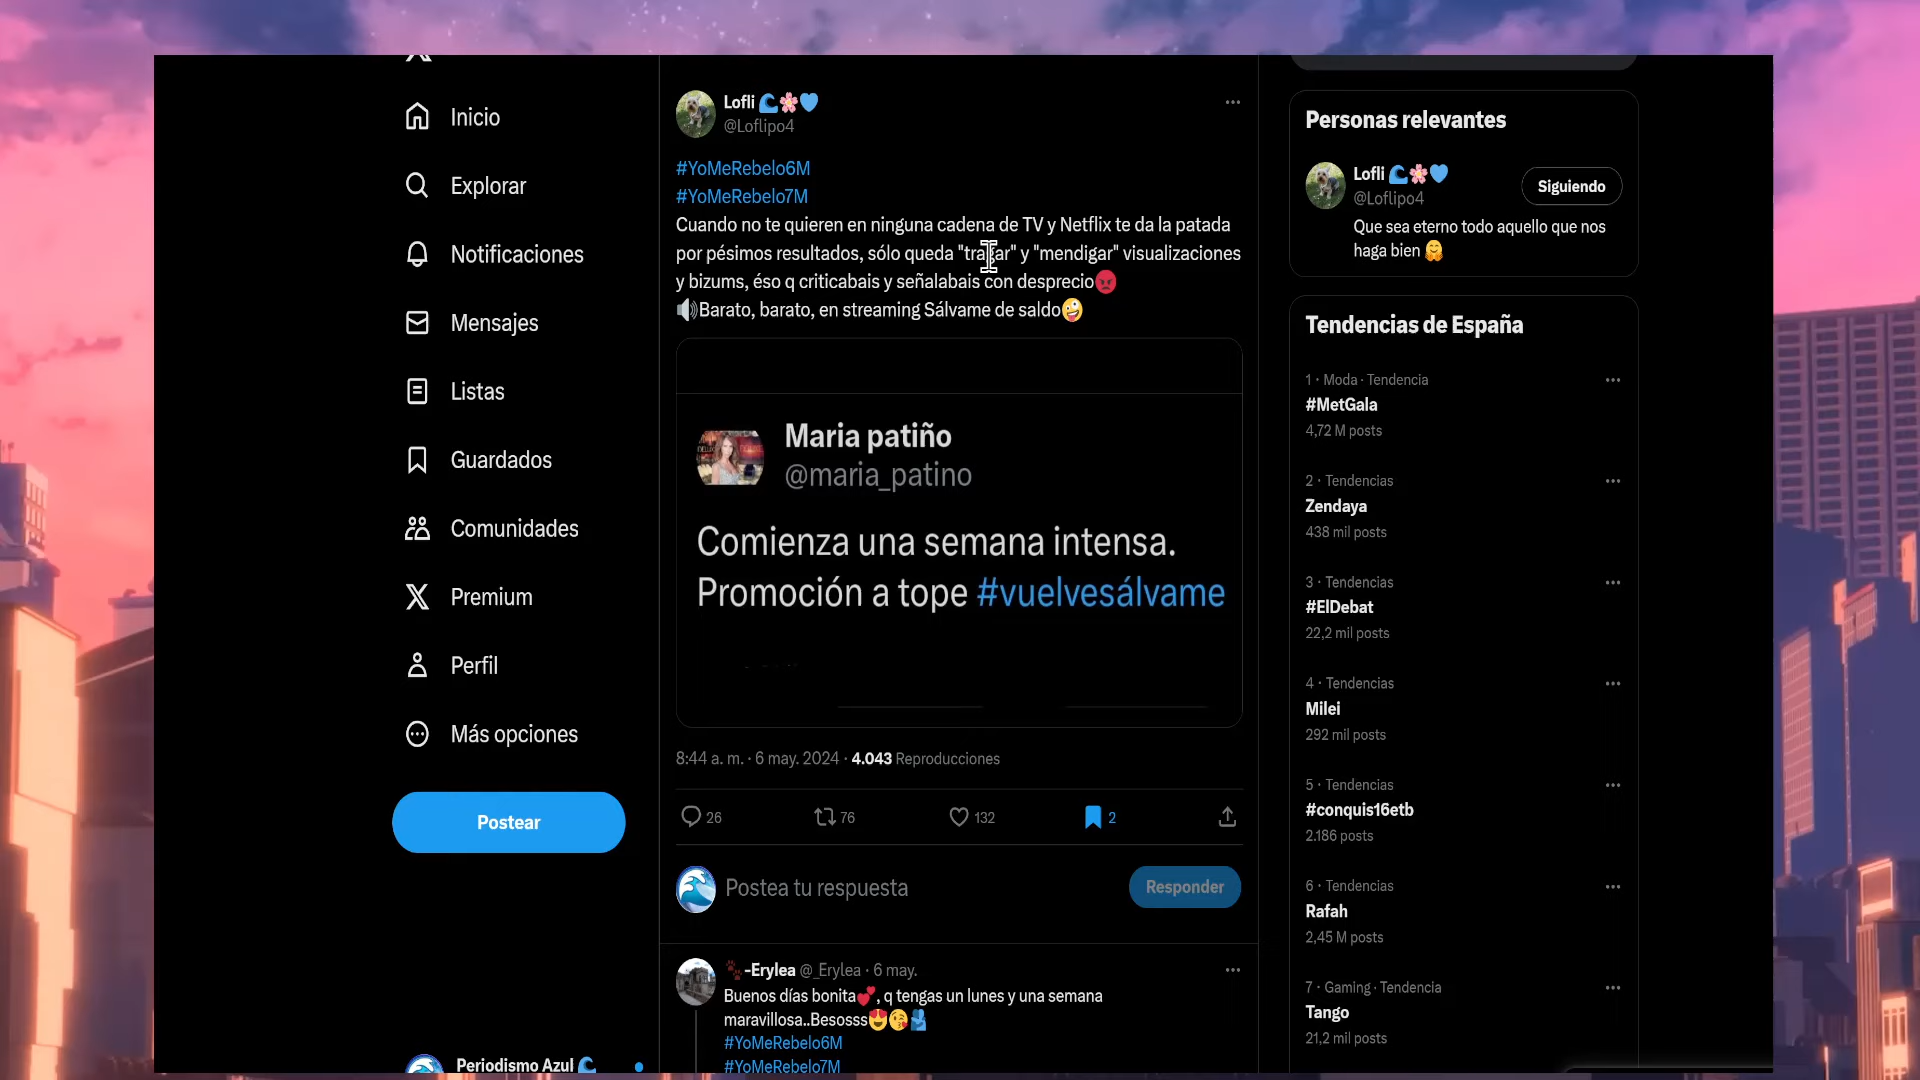 Inicio
Explorar
Notificaciones
Mensajes
Listas
Guardados
Comunidades
Premium
Perfil
Más opciones
Postear
Periodismo Azul 🌊
Lofli 🌊🌸💙
@Loflipo4
#YoMeRebelo6M
#YoMeRebelo7M
Cuando no te quieren en ninguna cadena de TV y Netflix te da la patada
por pésimos resultados, sólo queda "tragar" y "mendigar" visualizaciones
y bizums, éso q criticabais y señalabais con desprecio😡
🔊Barato, barato, en streaming Sálvame de saldo🤪
Maria patiño
@maria_patino
Comienza una semana intensa.
Promoción a tope #vuelvesálvame
8:44 a. m. · 6 may. 2024 · 4.043 Reproducciones
26 76 132 2
Postea tu respuesta
Responder
🐾-Erylea @_Erylea · 6 may.
Buenos días bonita💕, q tengas un lunes y una semana
maravillosa..Besosss😍😘🫂
#YoMeRebelo6M
#YoMeRebelo7M
Personas relevantes
Lofli 🌊🌸💙
@Loflipo4
Siguiendo
Que sea eterno todo aquello que nos
haga bien 🤗
Tendencias de España
1 · Moda · Tendencia
#MetGala
4,72 M posts
2 · Tendencias
Zendaya
438 mil posts
3 · Tendencias
#ElDebat
22,2 mil posts
4 · Tendencias
Milei
292 mil posts
5 · Tendencias
#conquis16etb
2.186 posts
6 · Tendencias
Rafah
2,45 M posts
7 · Gaming · Tendencia
Tango
21,2 mil posts